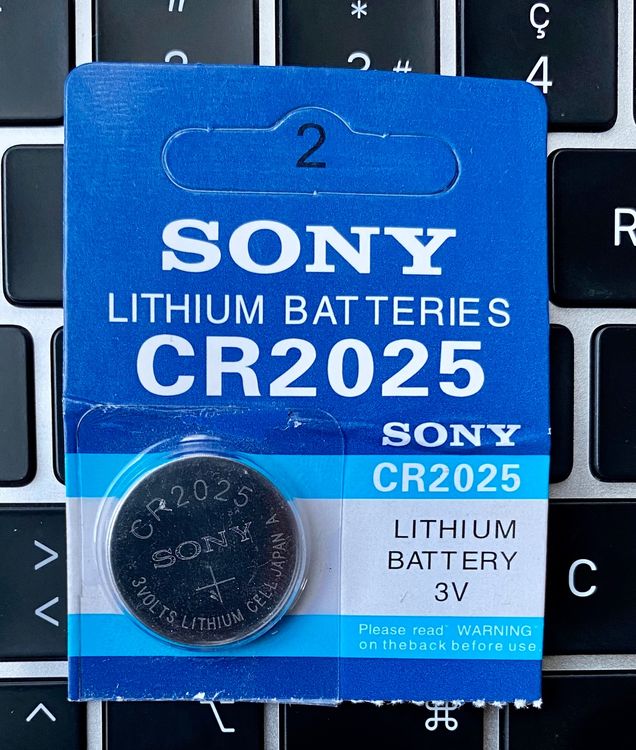 *
# 
ç
4
2
SONY
LITHIUM BATTERIES
CR2025
R
SONY
CR2025
LITHIUM
BATTERY
3V
Please read" WARNING"
on theback before use.
CR2025
SONY
+
3VOLTS LITHIUM CELL JAPAN A
>
<
C
^
⌥
⌘